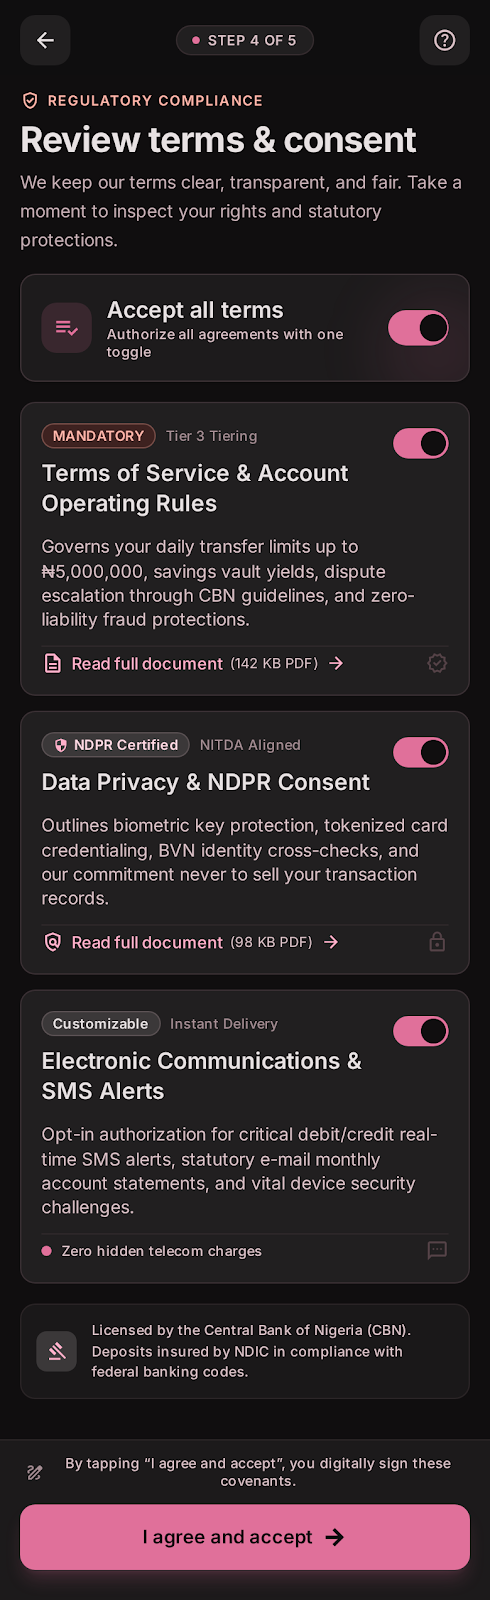 STEP 4 OF 5
REGULATORY COMPLIANCE
Review terms & consent
We keep our terms clear, transparent, and fair. Take a
moment to inspect your rights and statutory
protections.
Accept all terms
Authorize all agreements with one
toggle
MANDATORY Tier 3 Tiering
Terms of Service & Account
Operating Rules
Governs your daily transfer limits up to
₦5,000,000, savings vault yields, dispute
escalation through CBN guidelines, and zero-
liability fraud protections.
Read full document (142 KB PDF) →
NDPR Certified NITDA Aligned
Data Privacy & NDPR Consent
Outlines biometric key protection, tokenized card
credentialing, BVN identity cross-checks, and
our commitment never to sell your transaction
records.
Read full document (98 KB PDF) →
Customizable Instant Delivery
Electronic Communications &
SMS Alerts
Opt-in authorization for critical debit/credit real-
time SMS alerts, statutory e-mail monthly
account statements, and vital device security
challenges.
Zero hidden telecom charges
Licensed by the Central Bank of Nigeria (CBN).
Deposits insured by NDIC in compliance with
federal banking codes.
By tapping “I agree and accept”, you digitally sign these
covenants.
I agree and accept →